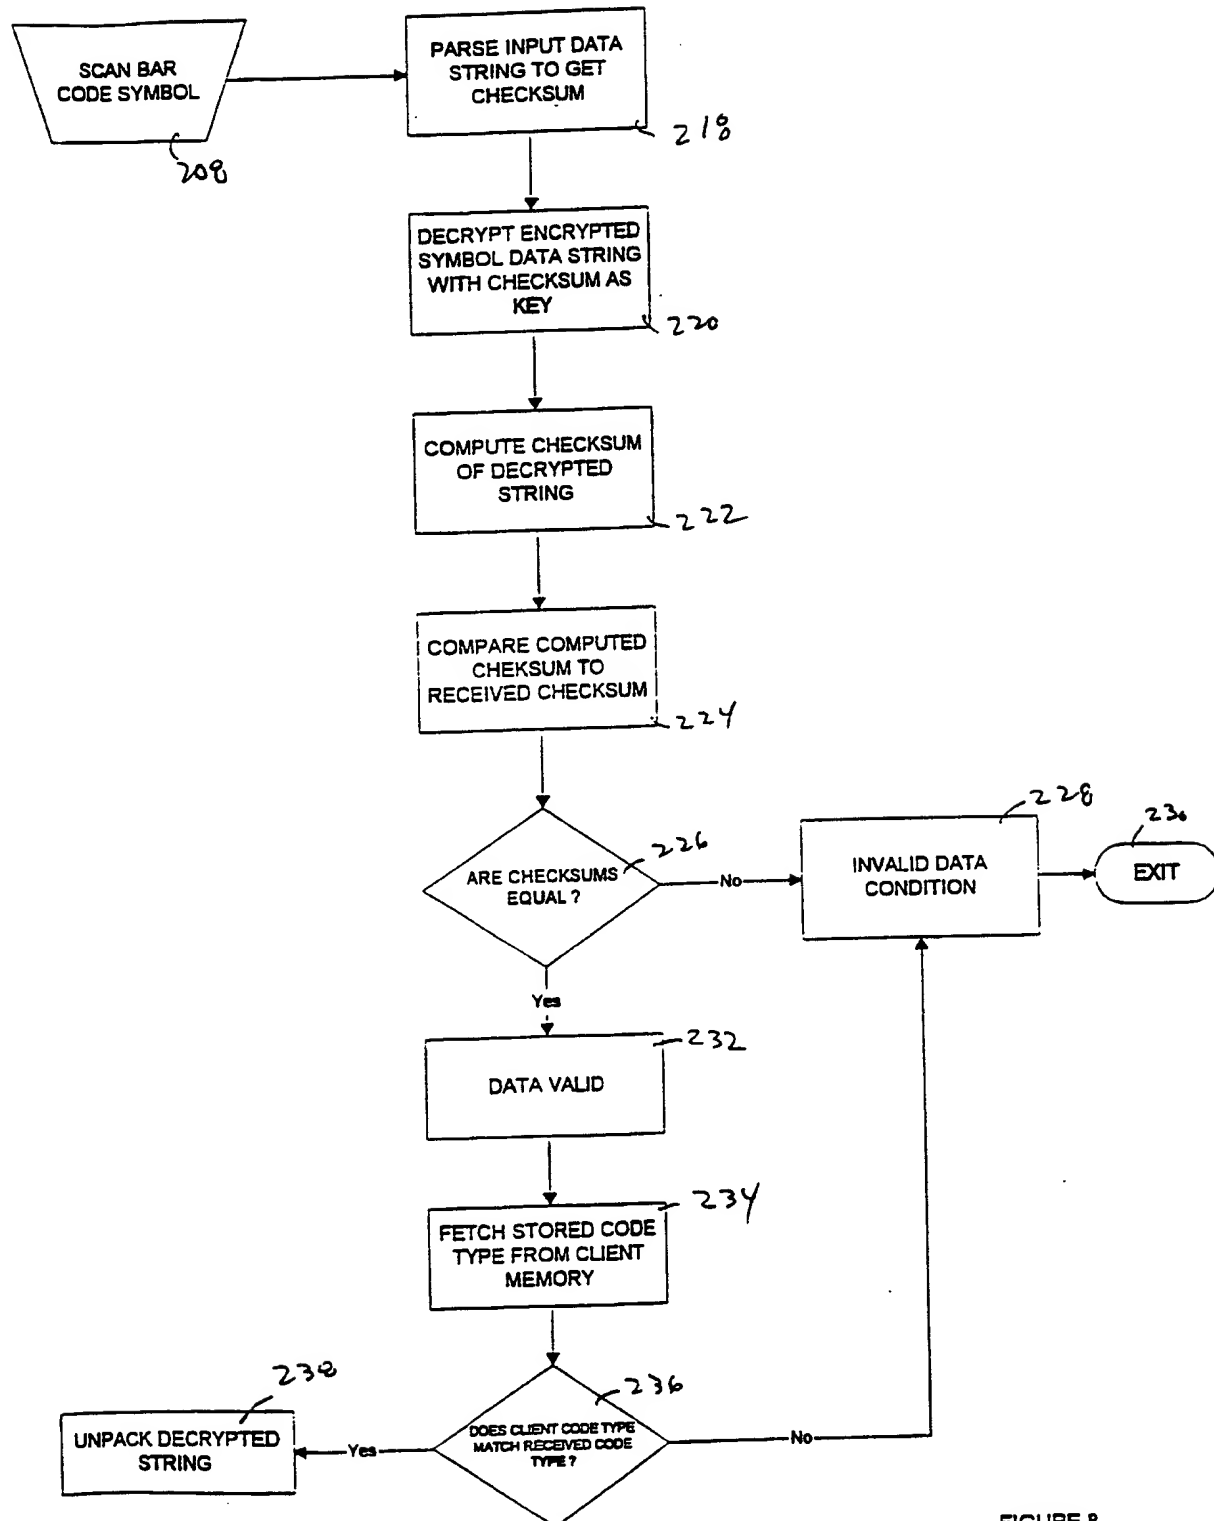 SCAN BAR
CODE SYMBOL
208
PARSE INPUT DATA
STRING TO GET
CHECKSUM
218
DECRYPT ENCRYPTED
SYMBOL DATA STRING
WITH CHECKSUM AS
KEY
220
COMPUTE CHECKSUM
OF DECRYPTED
STRING
222
COMPARE COMPUTED
CHEKSUM TO
RECEIVED CHECKSUM
224
ARE CHECKSUMS
EQUAL ?
226
No
INVALID DATA
CONDITION
228
EXIT
230
Yes
DATA VALID
232
FETCH STORED CODE
TYPE FROM CLIENT
MEMORY
234
DOES CLIENT CODE TYPE
MATCH RECEIVED CODE
TYPE ?
236
No
Yes
UNPACK DECRYPTED
STRING
238
FIGURE 8